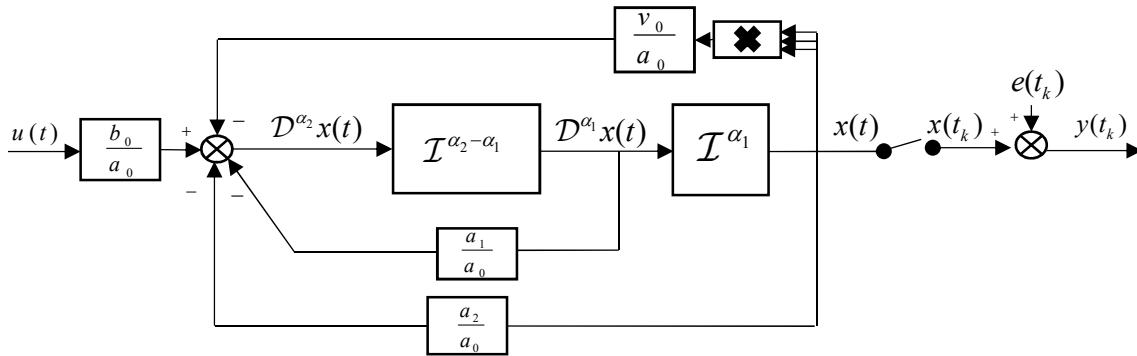 v₀
a₀
e(tₖ)
u(t)
b₀
a₀
+
−
𝒟^{α₂}x(t)
ℐ^{α₂−α₁}
𝒟^{α₁}x(t)
ℐ^{α₁}
x(t)
x(tₖ)
+
+
y(tₖ)
−
−
a₁
a₀
a₂
a₀